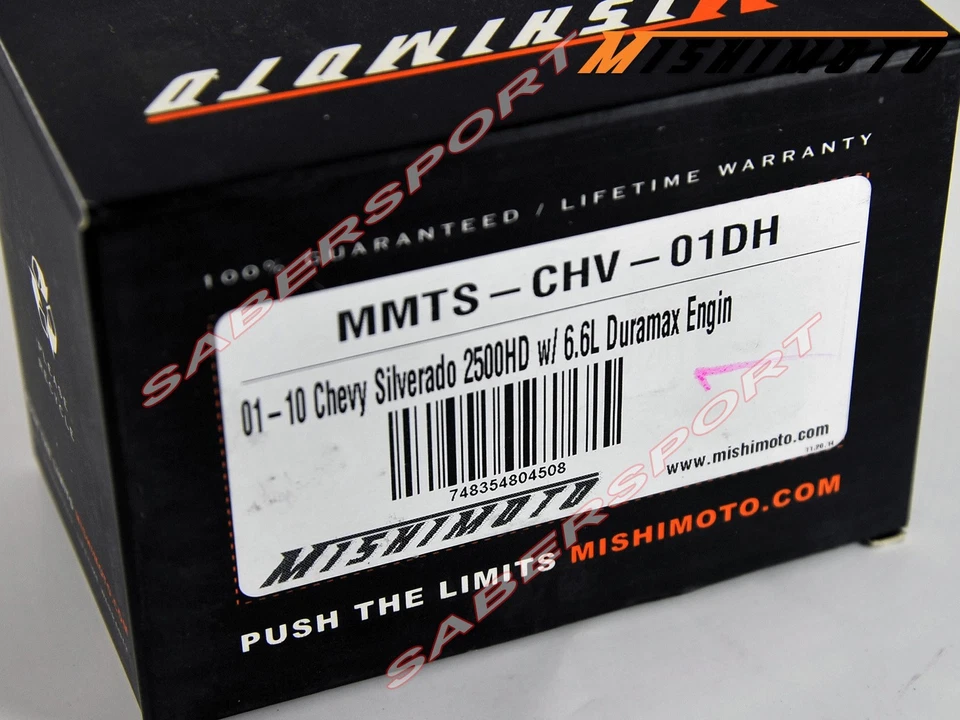 MISHIMOTO
MISHIMOTO
100% GUARANTEED / LIFETIME WARRANTY
MMTS-CHV-01DH
01-10 Chevy Silverado 2500HD w/ 6.6L Duramax Engin
748354804508
www.mishimoto.com
MISHIMOTO
PUSH THE LIMITS MISHIMOTO.COM
SABERSPORT
SABERSPORT